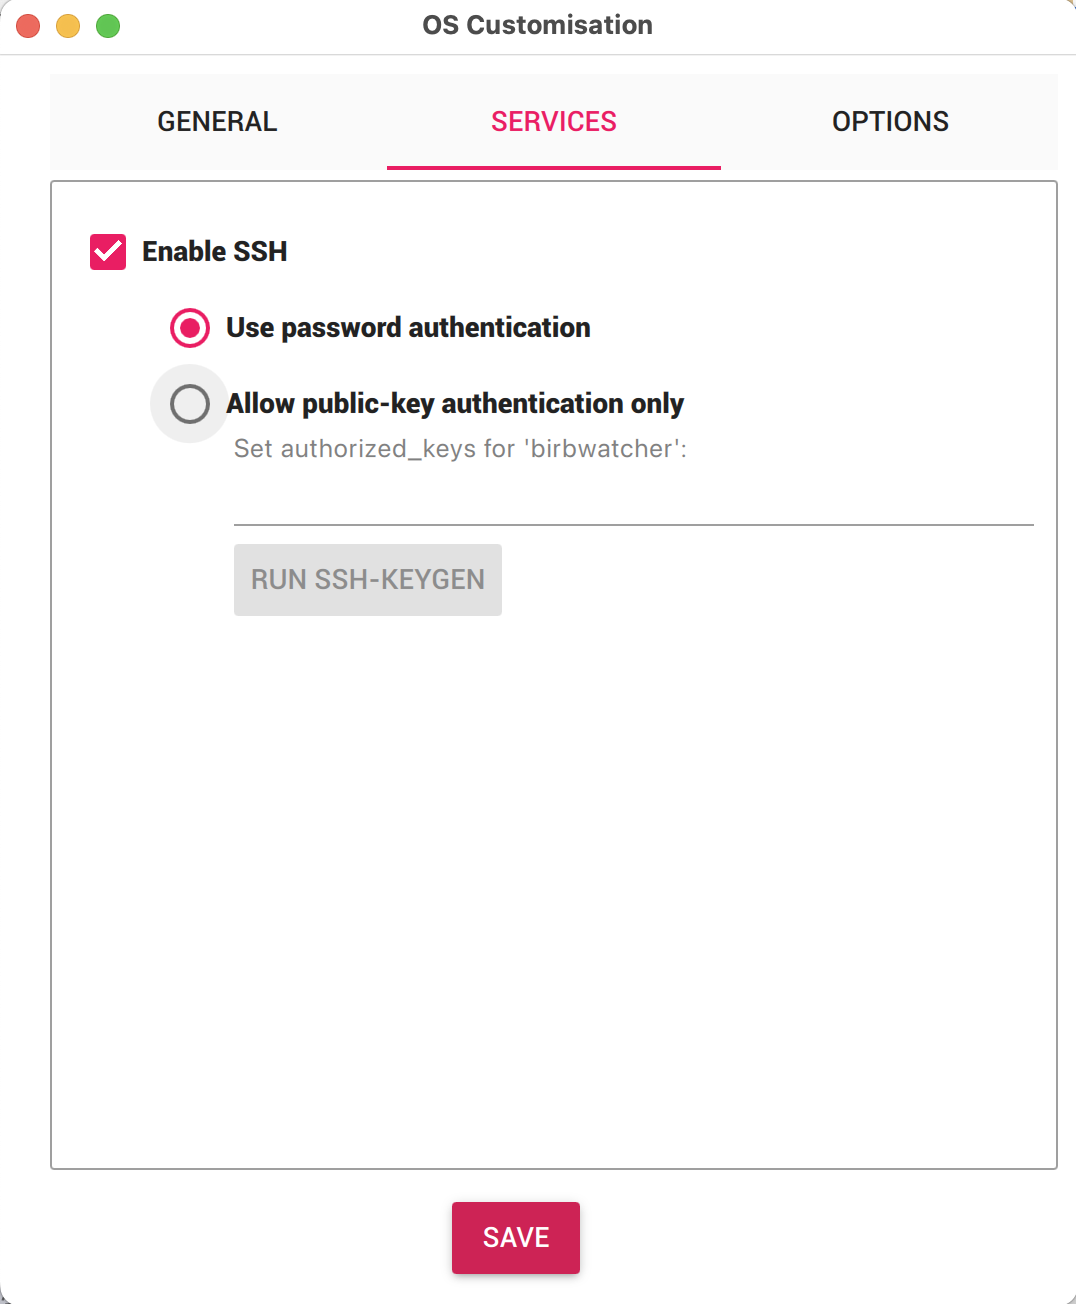 OS Customisation
GENERAL
SERVICES
OPTIONS
Enable SSH
Use password authentication
Allow public-key authentication only
Set authorized_keys for 'birbwatcher':
RUN SSH-KEYGEN
SAVE